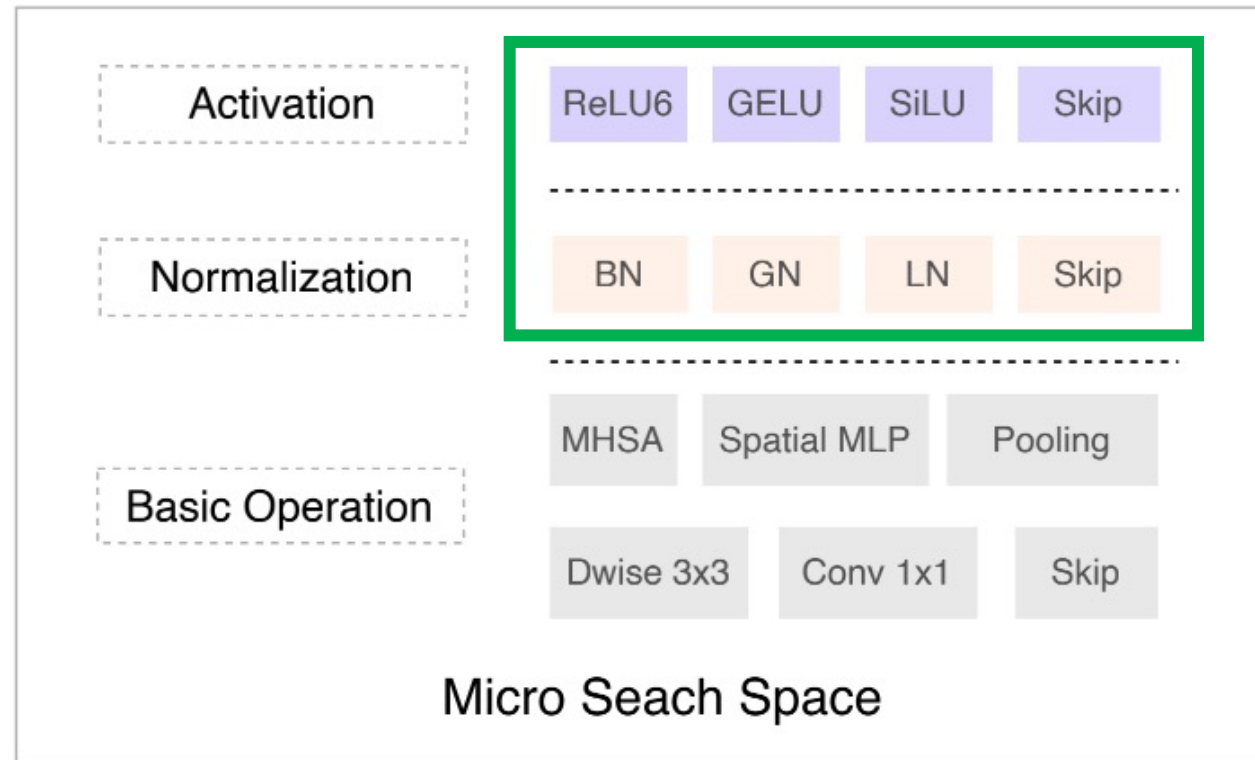 Activation ReLU6 GELU SiLU Skip
Normalization BN GN LN Skip
MHSA Spatial MLP Pooling
Basic Operation
Dwise 3x3 Conv 1x1 Skip
Micro Seach Space